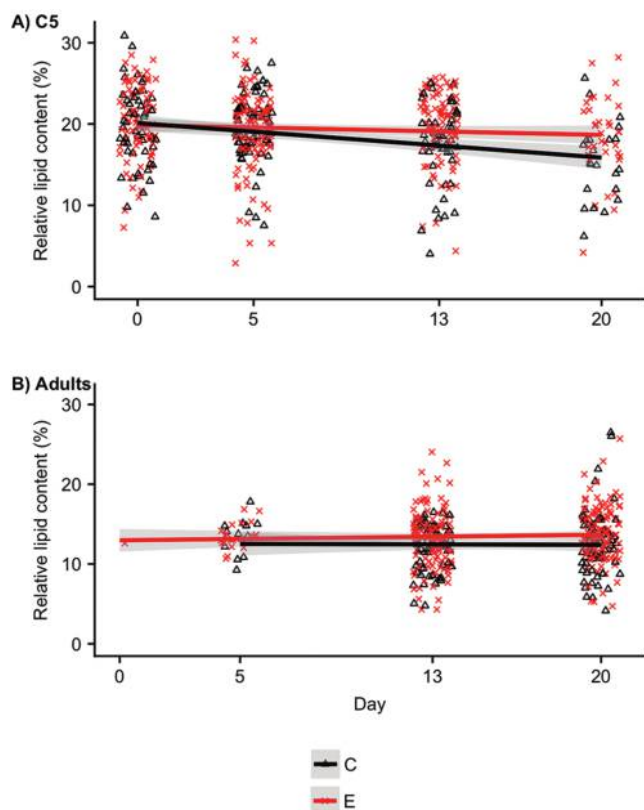 A) C5
Relative lipid content (%)
30
20
10
0
0 5 13 20
B) Adults
Relative lipid content (%)
30
20
10
0
0 5 13 20
Day
C
E